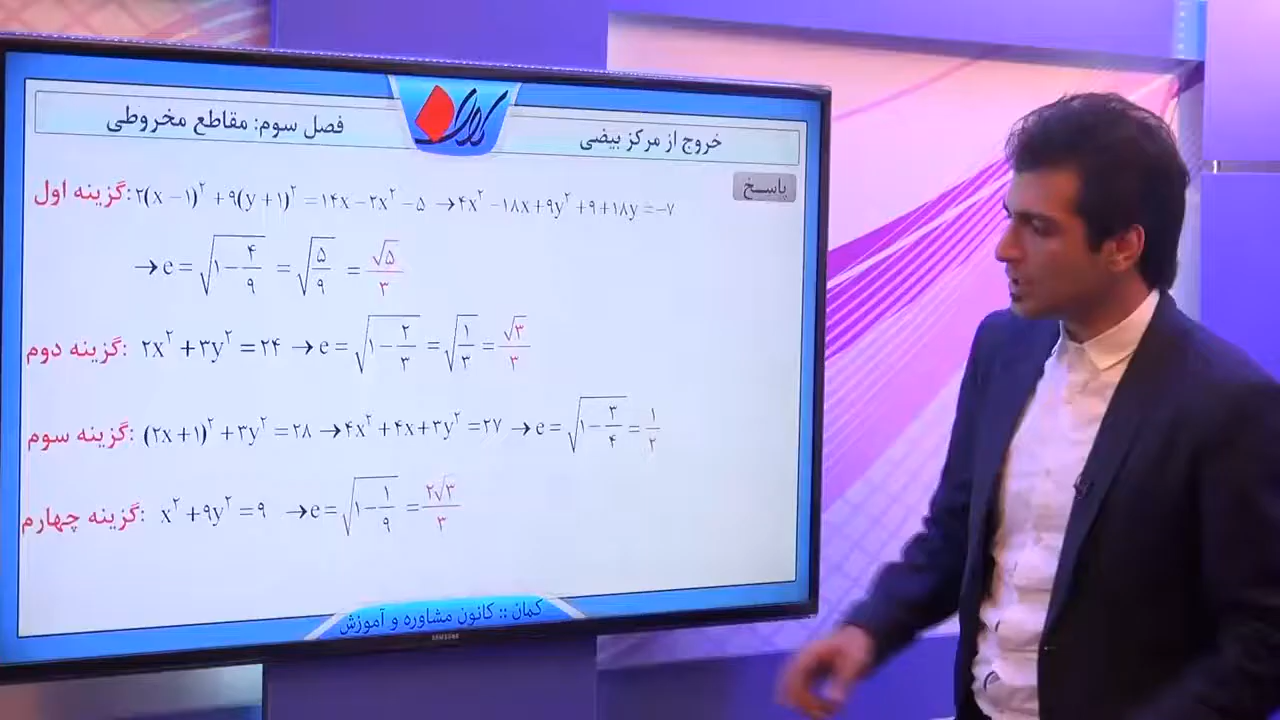 خروج از مرکز بیضی
فصل سوم: مقاطع مخروطی
پاسخ
گزینه اول: ۲(x−۱)^۲ +۹(y+۱)^۲ =۱۴x−۲x^۲ −۵ →۴x^۲ −۱۸x+۹y^۲ +۹+۱۸y=−۷
→e=√(۱−۴/۹) =√(۵/۹) =√۵/۳
گزینه دوم: ۲x^۲ +۳y^۲ =۲۴ →e=√(۱−۲/۳) =√(۱/۳) =√۳/۳
گزینه سوم: (۲x+۱)^۲ +۳y^۲ =۲۸ →۴x^۲ +۴x+۳y^۲ =۲۷ →e=√(۱−۳/۴) =۱/۲
گزینه چهارم: x^۲ +۹y^۲ =۹ →e=√(۱−۱/۹) =۲√۳/۳
کمان :: کانون مشاوره و آموزش
SAMSUNG